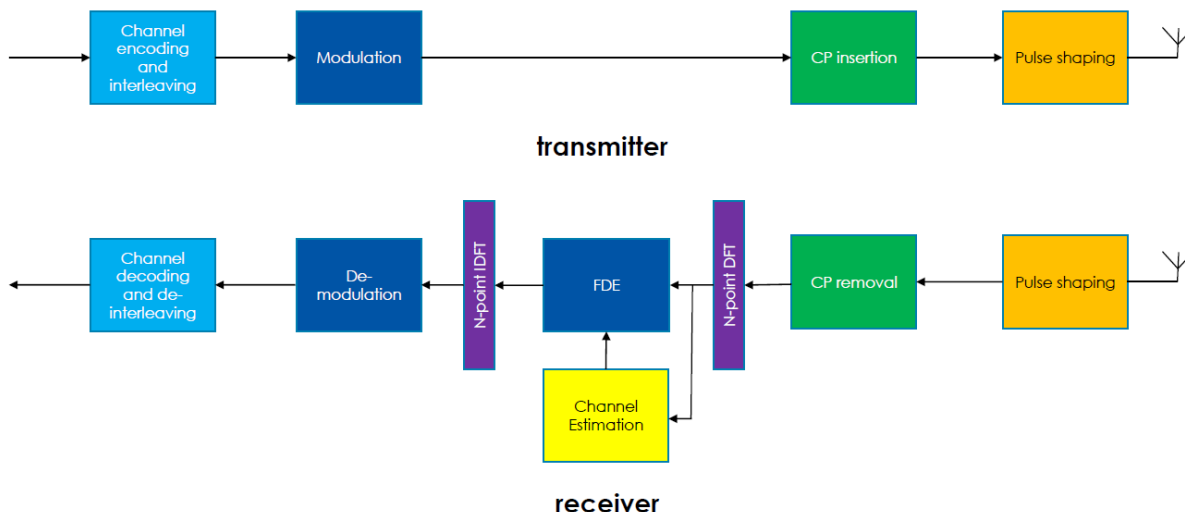 Channel
encoding
and
interleaving
Modulation
CP insertion
Pulse shaping
transmitter
Channel
decoding
and de-
interleaving
De-
modulation
N-point IDFT
FDE
N-point DFT
CP removal
Pulse shaping
Channel
Estimation
receiver